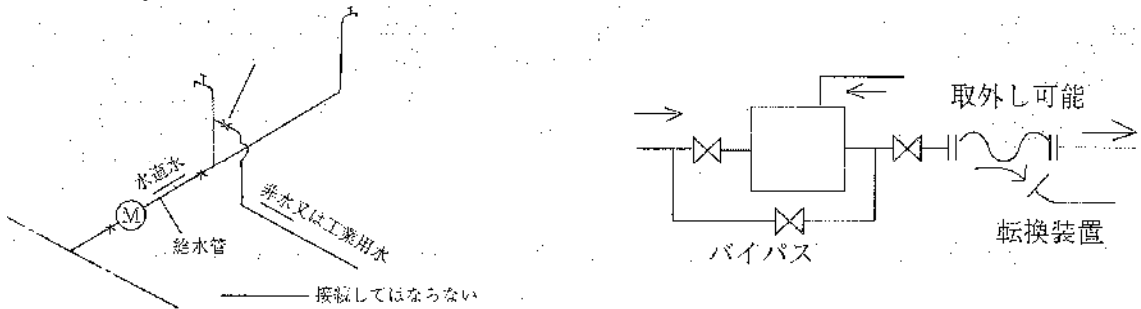 水道水
M
給水管
井水又は工業用水
接続してはならない
取外し可能
転換装置
バイパス